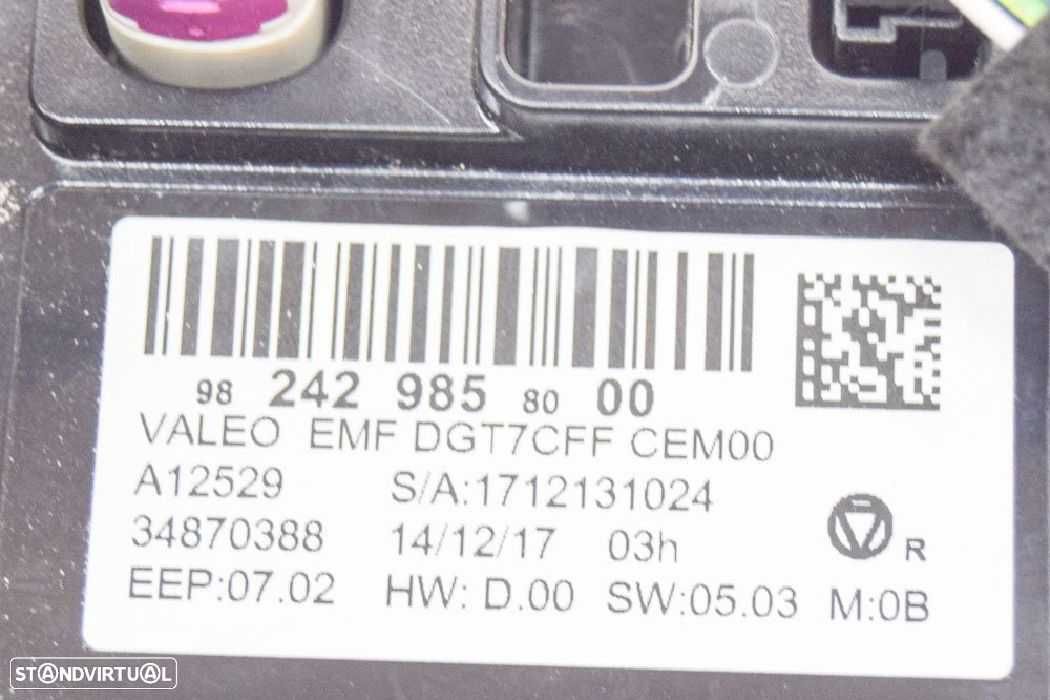 98 242 985 80 00
VALEO EMF DGT7CFF CEM00
A12529 S/A:1712131024
34870388 14/12/17 03h R
EEP:07.02 HW: D.00 SW:05.03 M:0B
STANDVIRTUAL